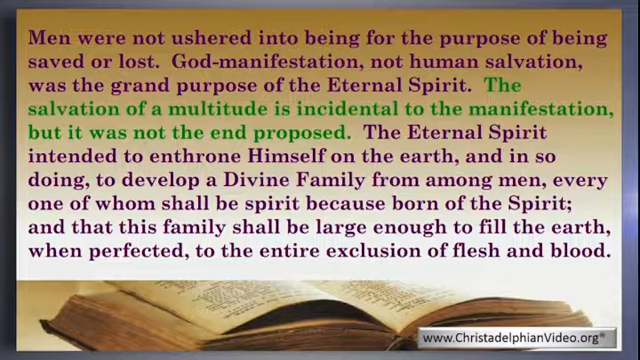 Men were not ushered into being for the purpose of being
saved or lost. God-manifestation, not human salvation,
was the grand purpose of the Eternal Spirit. The
salvation of a multitude is incidental to the manifestation,
but it was not the end proposed. The Eternal Spirit
intended to enthrone Himself on the earth, and in so
doing, to develop a Divine Family from among men, every
one of whom shall be spirit because born of the Spirit;
and that this family shall be large enough to fill the earth,
when perfected, to the entire exclusion of flesh and blood.
www.ChristadelphianVideo.org®